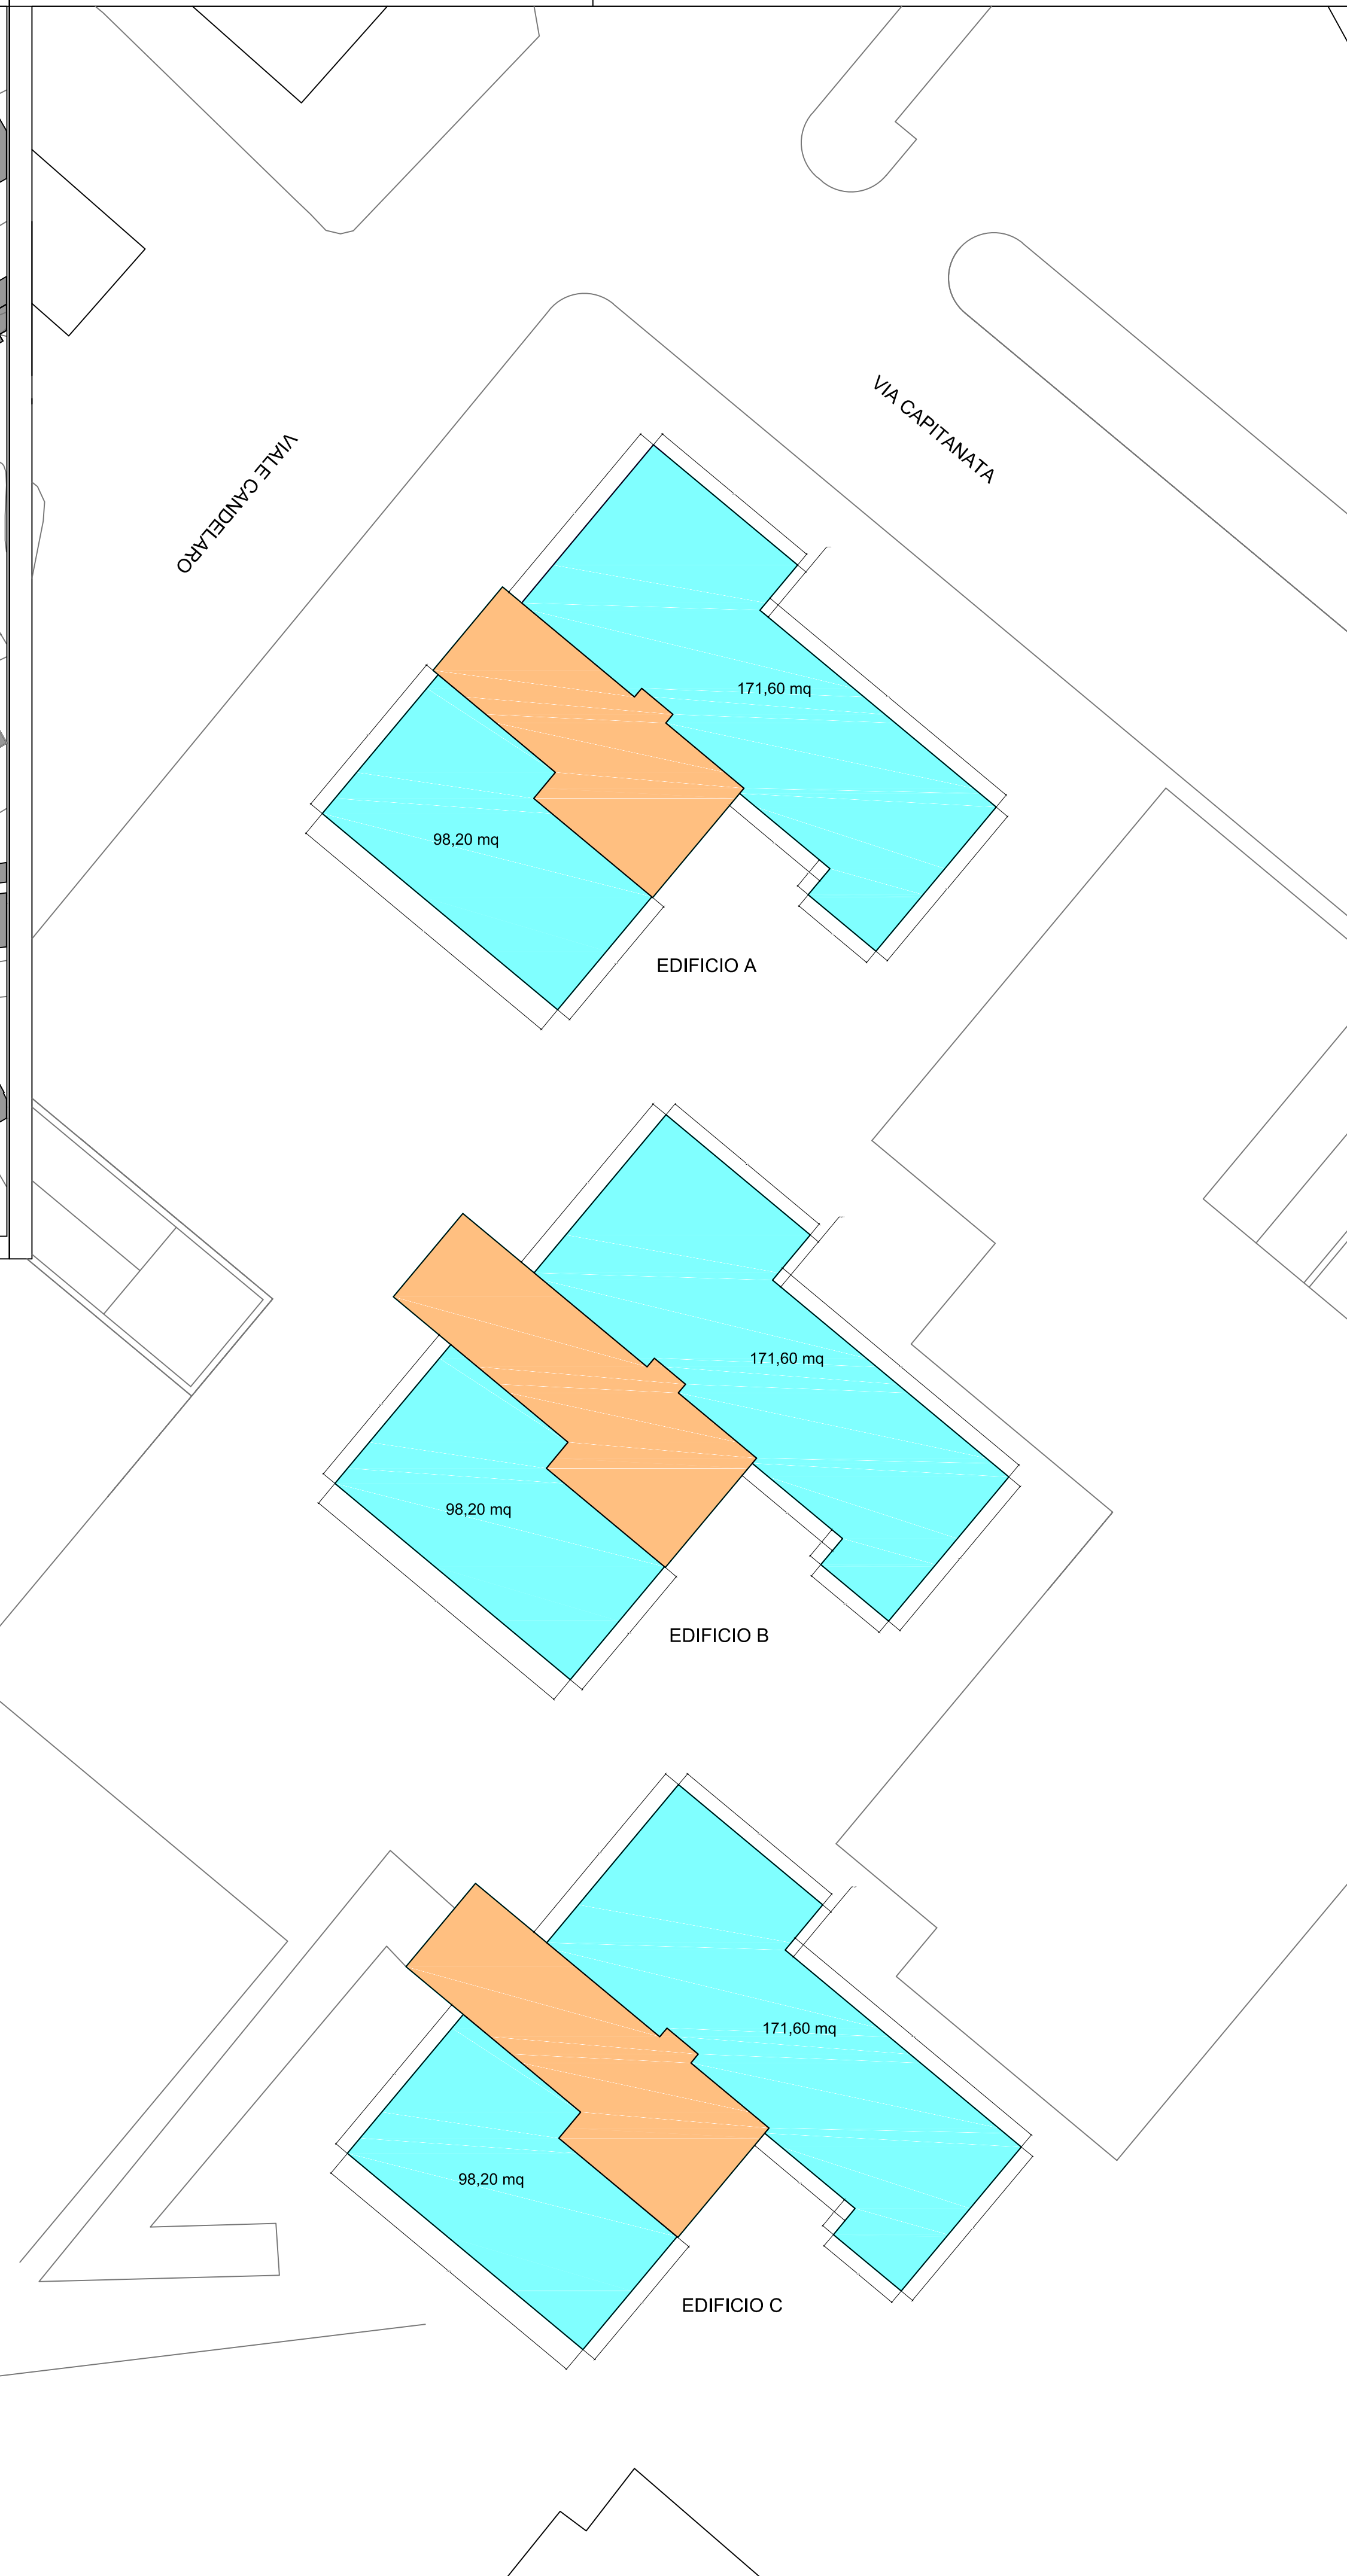 VIA CAPITANATA
VIALE CANDELARO
171,60 mq
98,20 mq
EDIFICIO A
171,60 mq
98,20 mq
EDIFICIO B
171,60 mq
98,20 mq
EDIFICIO C